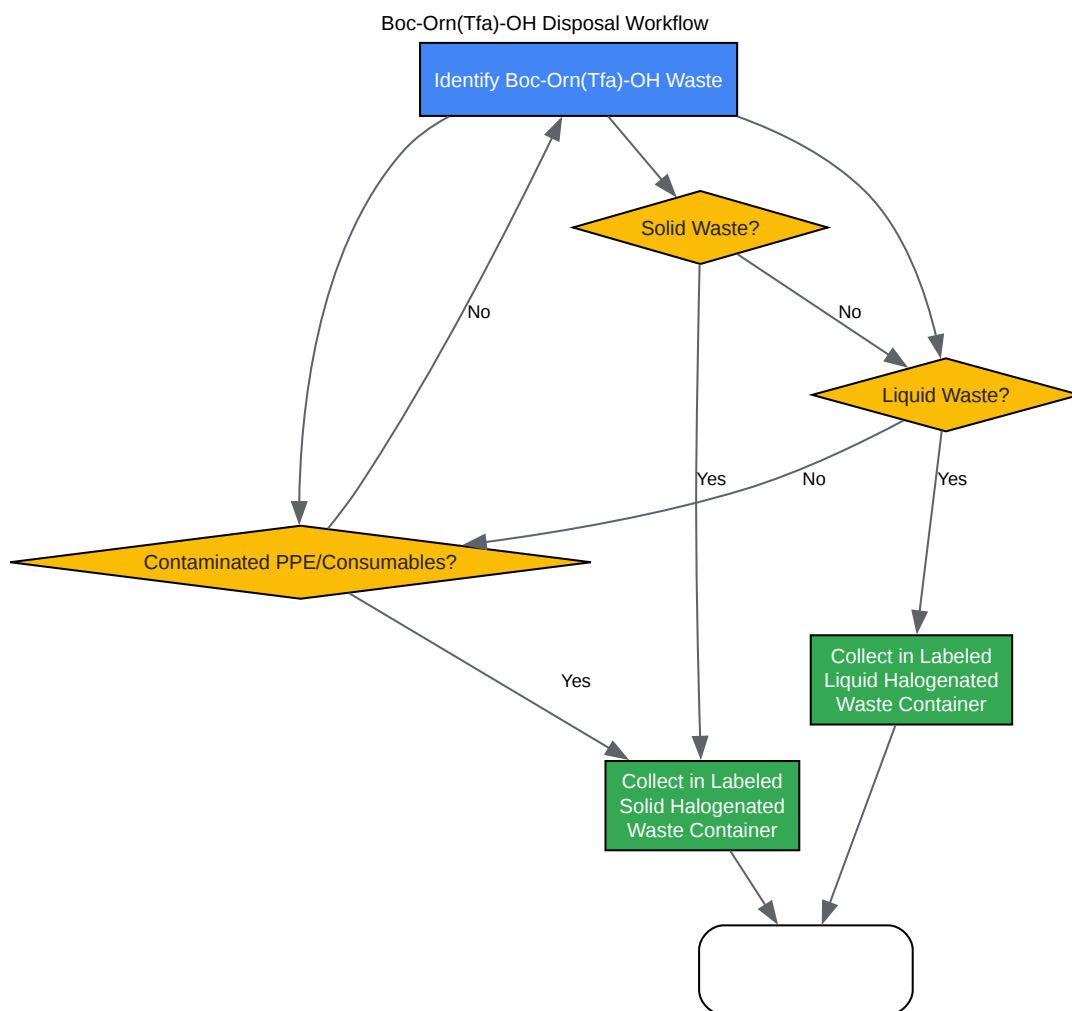 Boc-Orn(Tfa)-OH Disposal Workflow
Identify Boc-Orn(Tfa)-OH Waste
Solid Waste?
No
No
Liquid Waste?
Yes
No
Yes
Contaminated PPE/Consumables?
Yes
Collect in Labeled
Liquid Halogenated
Waste Container
Collect in Labeled
Solid Halogenated
Waste Container